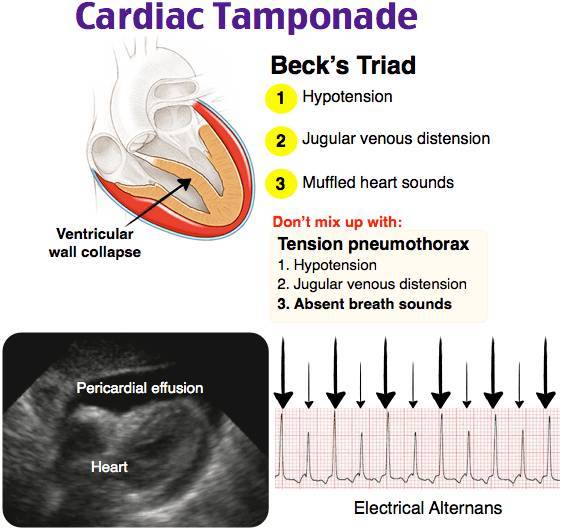 Cardiac Tamponade
Beck's Triad
1 Hypotension
2 Jugular venous distension
3 Muffled heart sounds
Ventricular
wall collapse
Don't mix up with:
Tension pneumothorax
1. Hypotension
2. Jugular venous distension
3. Absent breath sounds
Pericardial effusion
Heart
Electrical Alternans